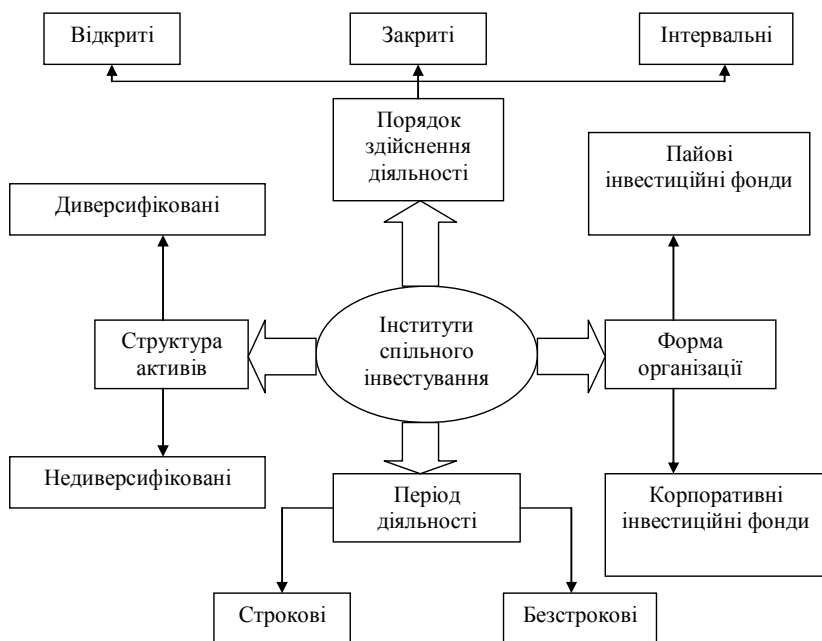 Відкриті
Закриті
Інтервальні
Порядок
здійснення
діяльності
Пайові
інвестиційні фонди
Диверсифіковані
Структура
активів
Інститути
спільного
інвестування
Форма
організації
Недиверсифіковані
Період
діяльності
Корпоративні
інвестиційні фонди
Строкові
Безстрокові